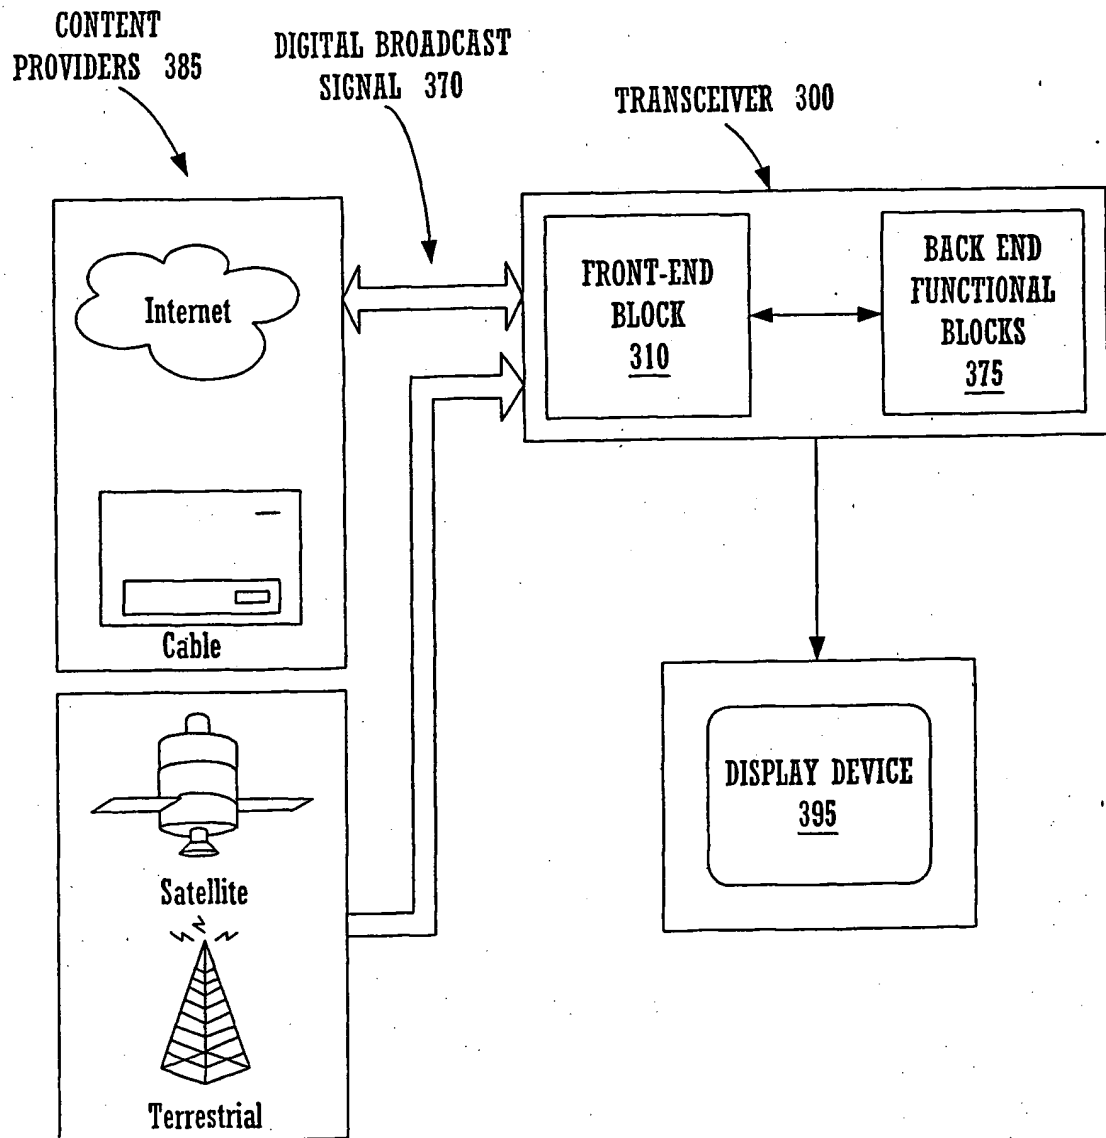 CONTENT
PROVIDERS 385
DIGITAL BROADCAST
SIGNAL 370
TRANSCEIVER 300
Internet
FRONT-END
BLOCK
310
BACK END
FUNCTIONAL
BLOCKS
375
Cable
DISPLAY DEVICE
395
Satellite
Terrestrial